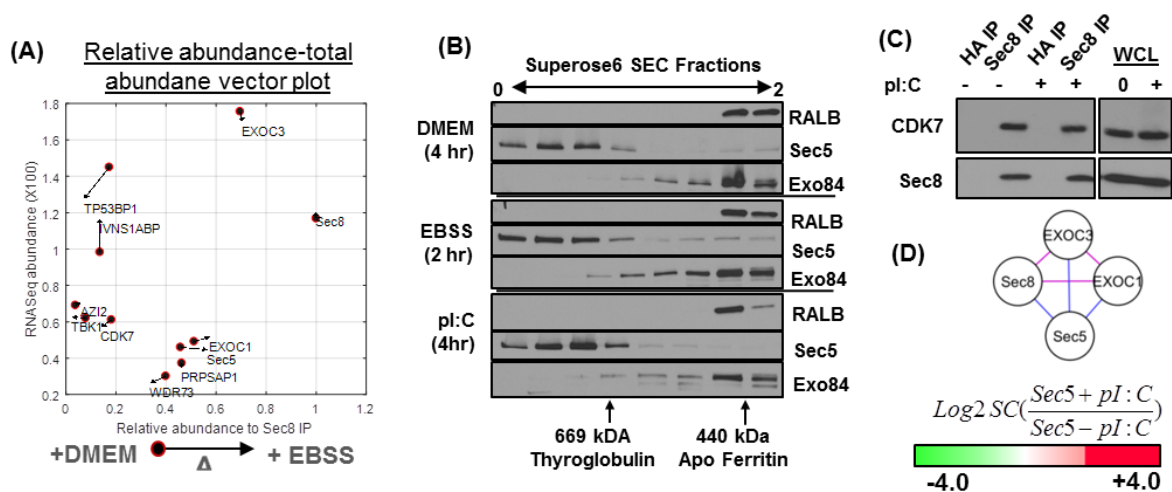 (A)
Relative abundance-total
abundane vector plot
RNASeq abundance (X100)
1.8
1.6
1.4
1.2
1
0.8
0.6
0.4
0.2
0 0.2 0.4 0.6 0.8 1 1.2
EXOC3
TP53BP1
IVNS1ABP
Sec8
AZI2
TBK1
CDK7
EXOC1
Sec5
PRPSAP1
WDR73
Relative abundance to Sec8 IP
+DMEM Δ + EBSS
(B)
Superose6 SEC Fractions
0 2
DMEM
(4 hr)
RALB
Sec5
Exo84
EBSS
(2 hr)
RALB
Sec5
Exo84
pI:C
(4hr)
RALB
Sec5
Exo84
669 kDA
Thyroglobulin
440 kDa
Apo Ferritin
(C)
HA IP Sec8 IP HA IP Sec8 IP WCL
pI:C - - + + 0 +
CDK7
Sec8
(D)
EXOC3
Sec8 EXOC1
Sec5
Log2 SC(Sec5 + pI : C / Sec5 − pI : C)
-4.0 +4.0